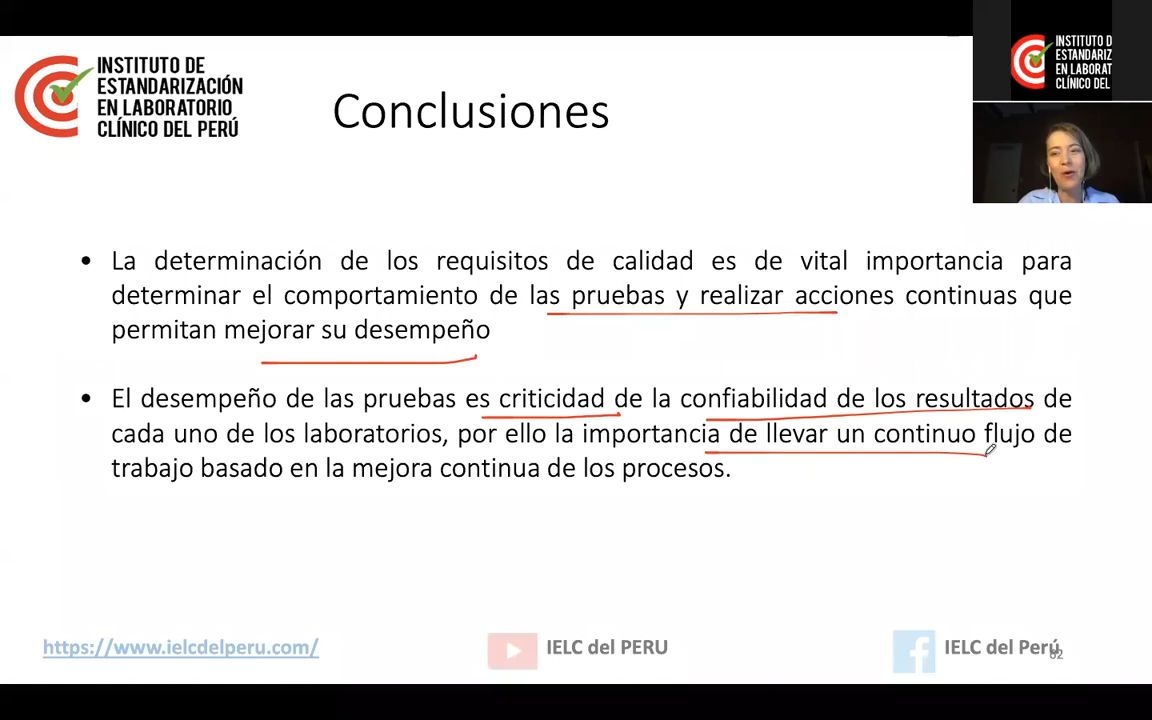 INSTITUTO DE
ESTANDARIZACIÓN
EN LABORATORIO
CLÍNICO DEL PERÚ
Conclusiones
INSTITUTO D
ESTANDARIZ
EN LABORAT
CLÍNICO DEL
• La determinación de los requisitos de calidad es de vital importancia para
determinar el comportamiento de las pruebas y realizar acciones continuas que
permitan mejorar su desempeño
• El desempeño de las pruebas es criticidad de la confiabilidad de los resultados de
cada uno de los laboratorios, por ello la importancia de llevar un continuo flujo de
trabajo basado en la mejora continua de los procesos.
https://www.ielcdelperu.com/
IELC del PERU
IELC del Perú
62